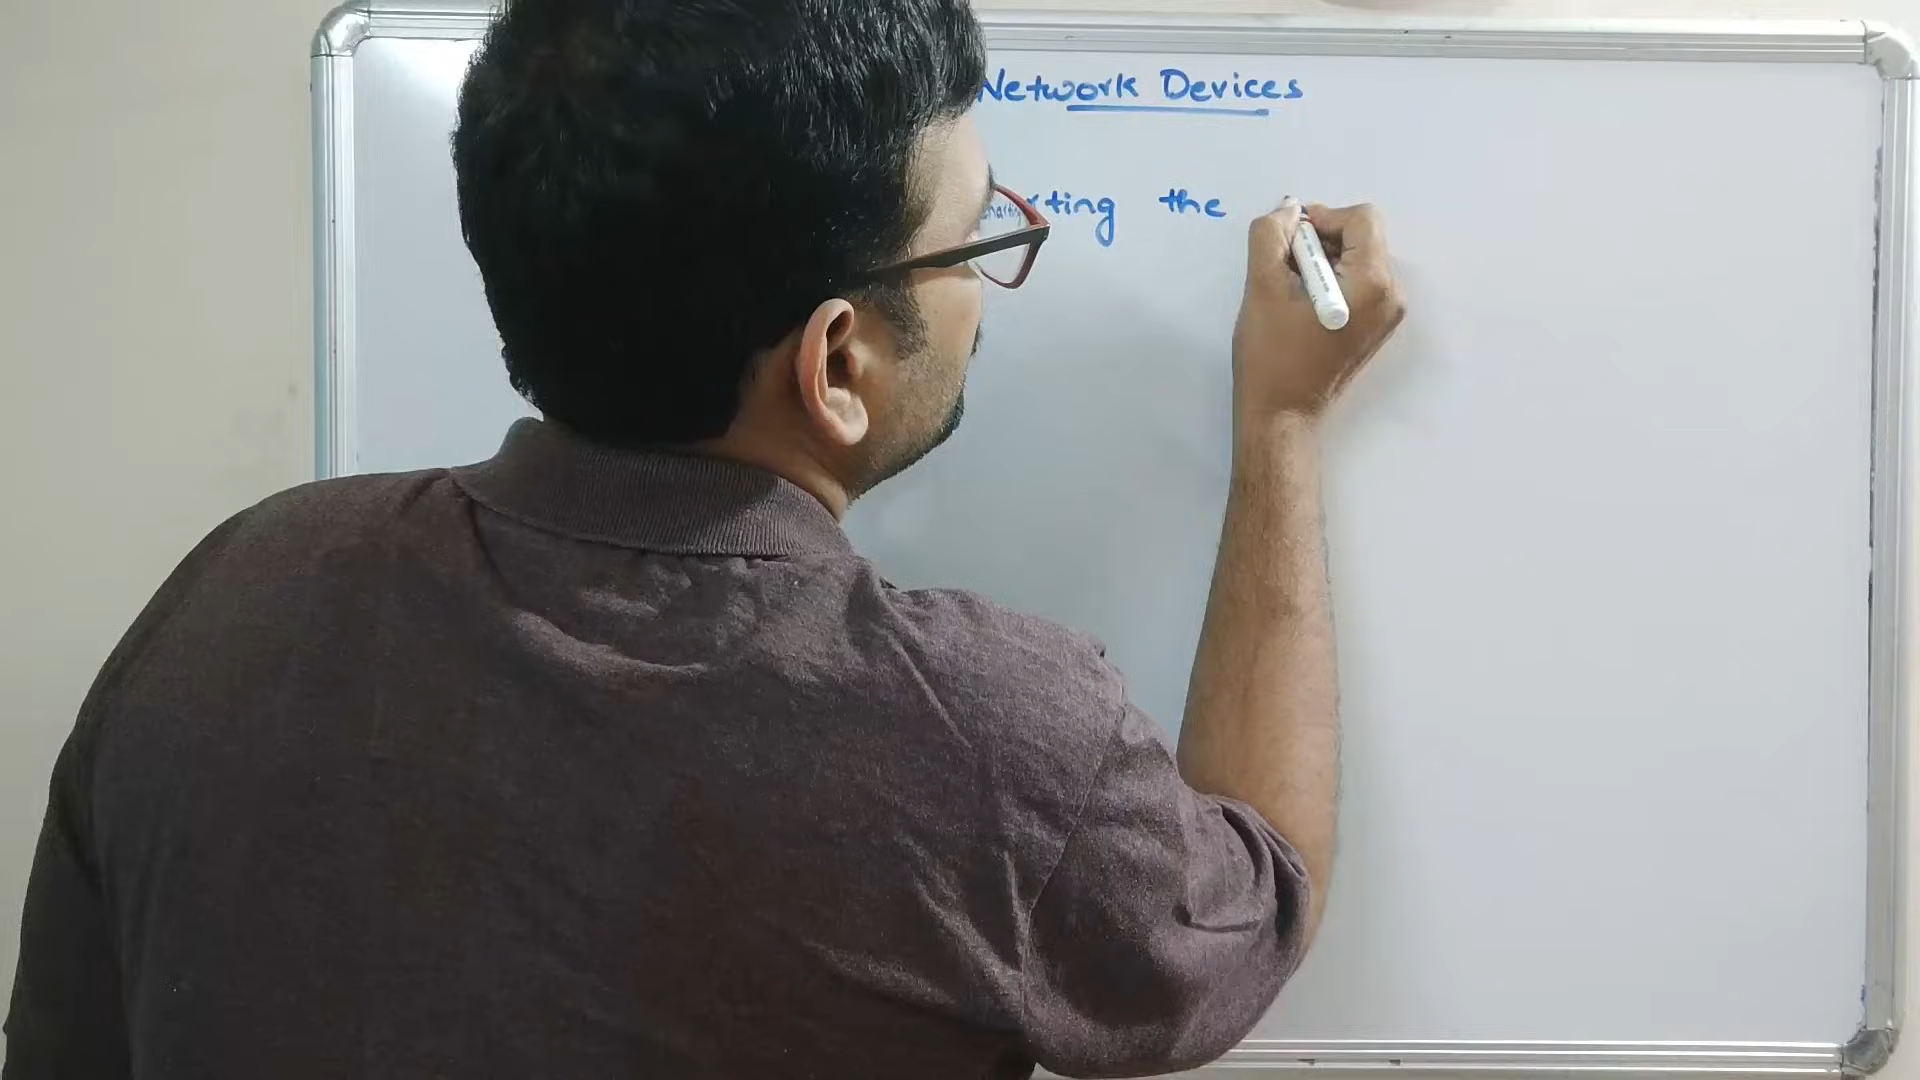 Network Devices
rting the